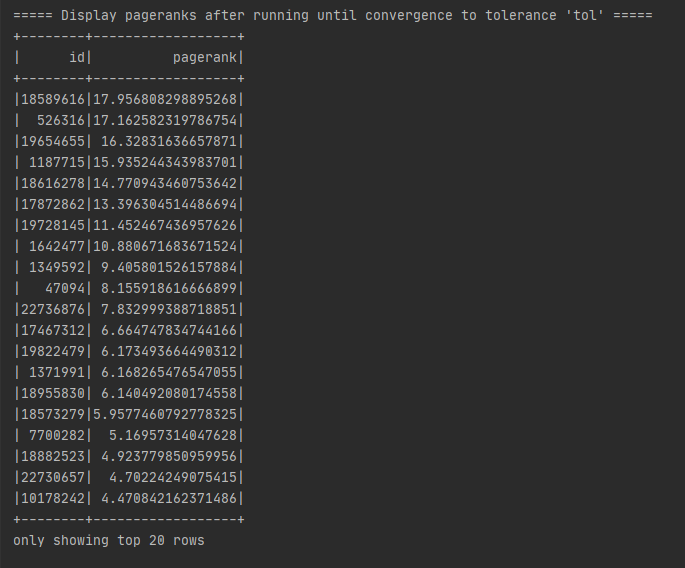 ===== Display pageranks after running until convergence to tolerance 'tol' =====
+--------+------------------+
|      id|          pagerank|
+--------+------------------+
|18589616|17.956808298895268|
|  526316|17.162582319786754|
|19654655| 16.32831636657871|
| 1187715|15.935244343983701|
|18616278|14.770943460753642|
|17872862|13.396304514486694|
|19728145|11.452467436957626|
| 1642477|10.880671683671524|
| 1349592| 9.405801526157884|
|   47094| 8.155918616666899|
|22736876| 7.832999388718851|
|17467312| 6.664747834744166|
|19822479| 6.173493664490312|
| 1371991| 6.168265476547055|
|18955830| 6.140492080174558|
|18573279|5.9577460792778325|
| 7700282|  5.16957314047628|
|18882523| 4.923779850959956|
|22730657|  4.70224249075415|
|10178242| 4.470842162371486|
+--------+------------------+
only showing top 20 rows